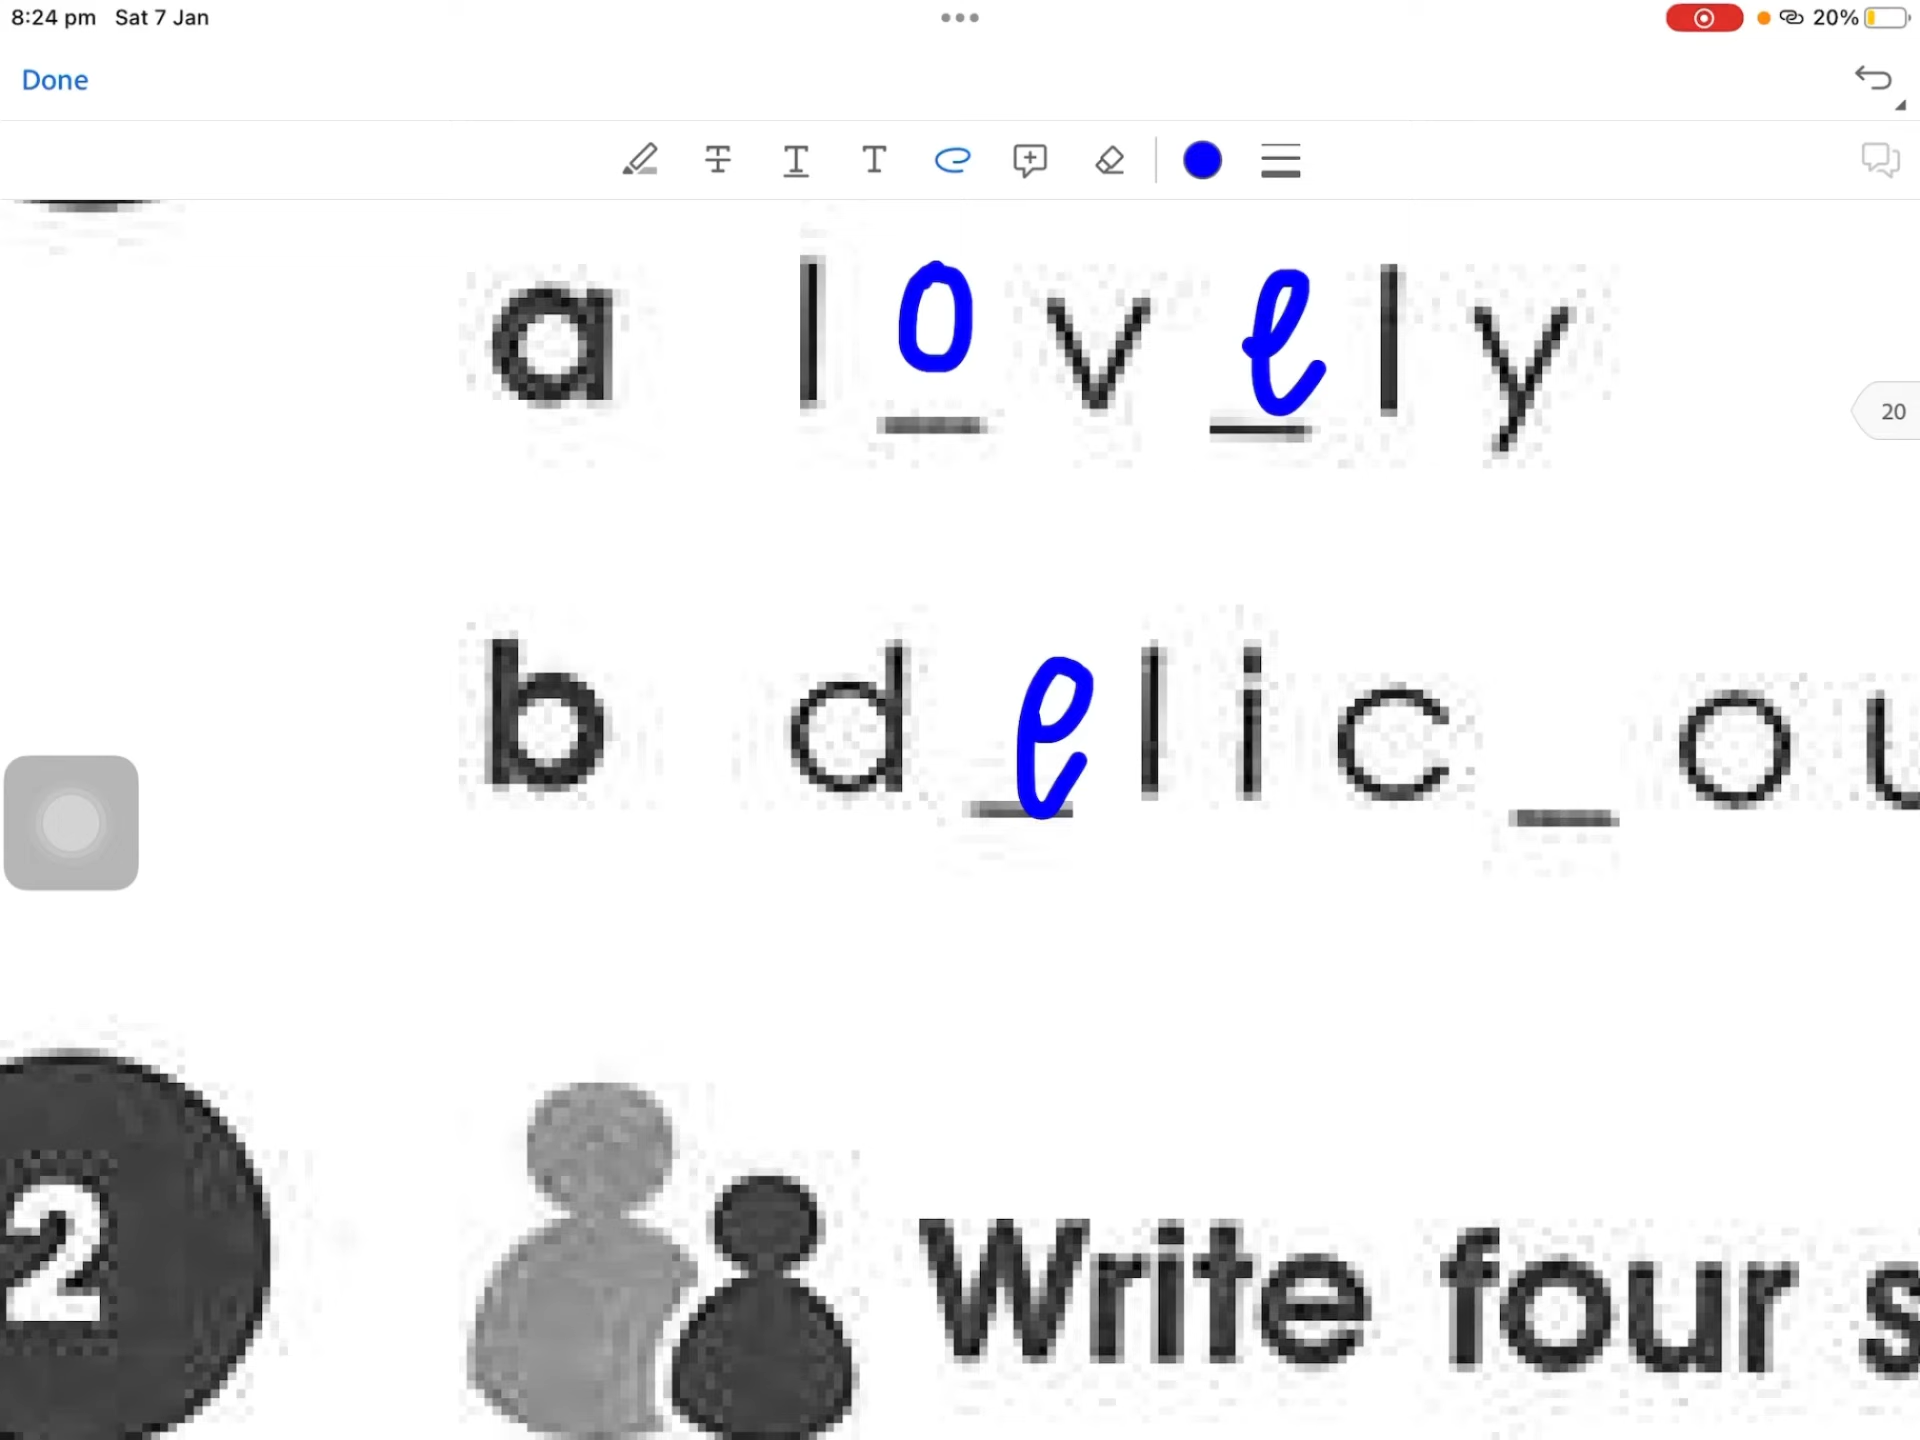 8:24 pm Sat 7 Jan
20%
Done
T T T
20
a l o v e l y
b d e l i c _ o u
2 Write four s